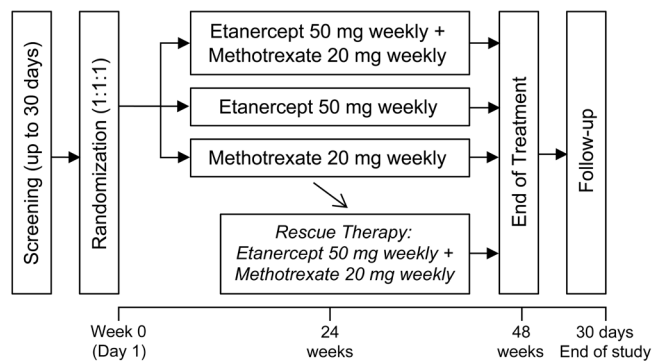 Screening (up to 30 days)
Randomization (1:1:1)
Etanercept 50 mg weekly +
Methotrexate 20 mg weekly
Etanercept 50 mg weekly
Methotrexate 20 mg weekly
Rescue Therapy:
Etanercept 50 mg weekly +
Methotrexate 20 mg weekly
End of Treatment
Follow-up
Week 0
(Day 1)
24
weeks
48
weeks
30 days
End of study